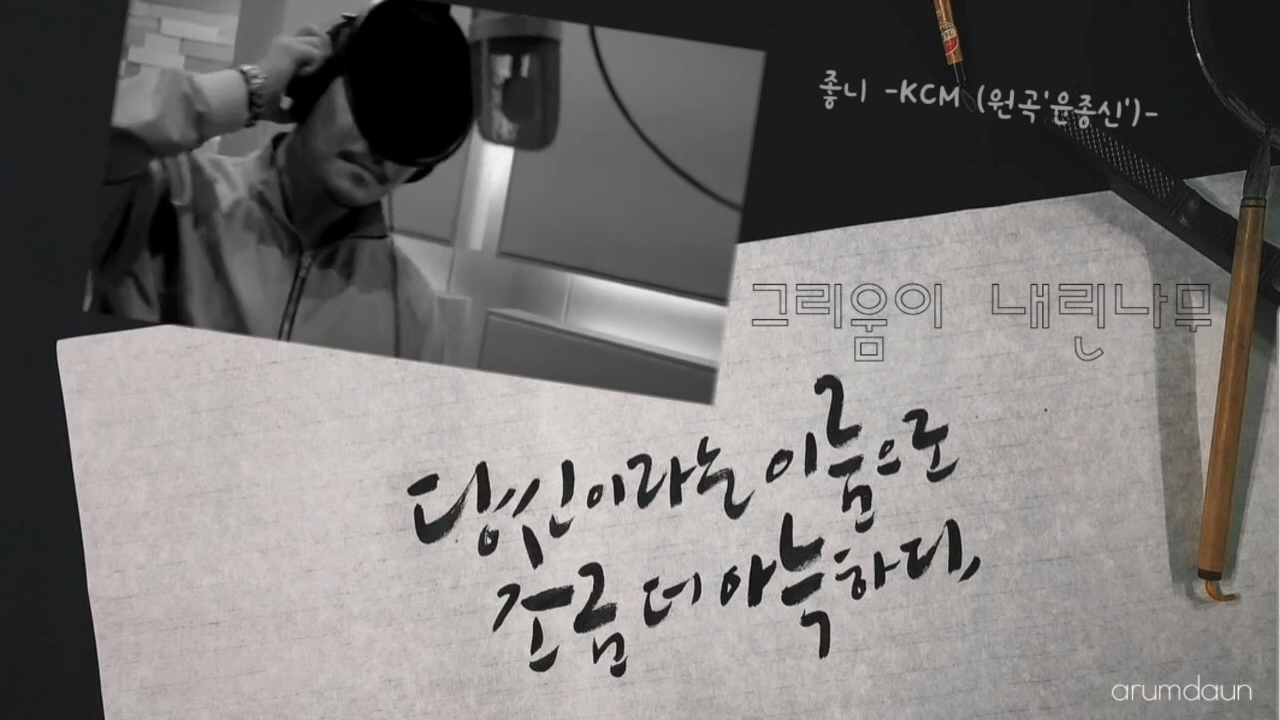 좋니 -KCM (원곡'윤종신')-
그리움이 내린나무
당신이라는 이름으로
조금 더 아늑하다,
arumdaun